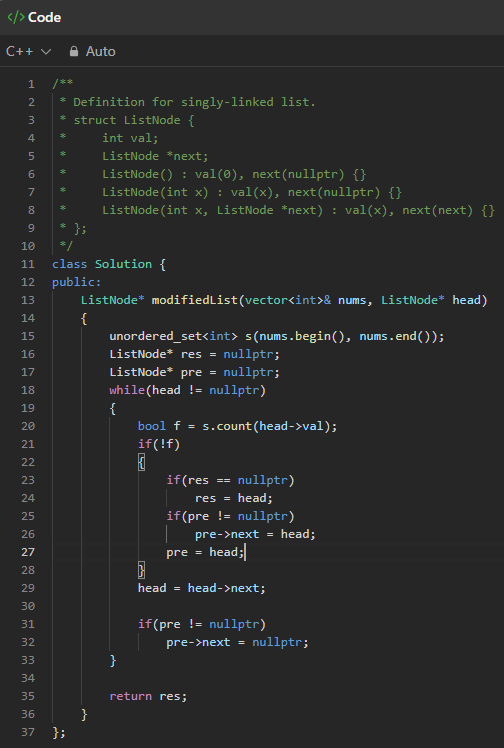 </> Code
C++ Auto
1 /**
2 * Definition for singly-linked list.
3 * struct ListNode {
4 *     int val;
5 *     ListNode *next;
6 *     ListNode() : val(0), next(nullptr) {}
7 *     ListNode(int x) : val(x), next(nullptr) {}
8 *     ListNode(int x, ListNode *next) : val(x), next(next) {}
9 * };
10 */
11 class Solution {
12 public:
13     ListNode* modifiedList(vector<int>& nums, ListNode* head)
14     {
15         unordered_set<int> s(nums.begin(), nums.end());
16         ListNode* res = nullptr;
17         ListNode* pre = nullptr;
18         while(head != nullptr)
19         {
20             bool f = s.count(head->val);
21             if(!f)
22             {
23                 if(res == nullptr)
24                     res = head;
25                 if(pre != nullptr)
26                     pre->next = head;
27                 pre = head;
28             }
29             head = head->next;
30
31             if(pre != nullptr)
32                 pre->next = nullptr;
33         }
34
35         return res;
36     }
37 };